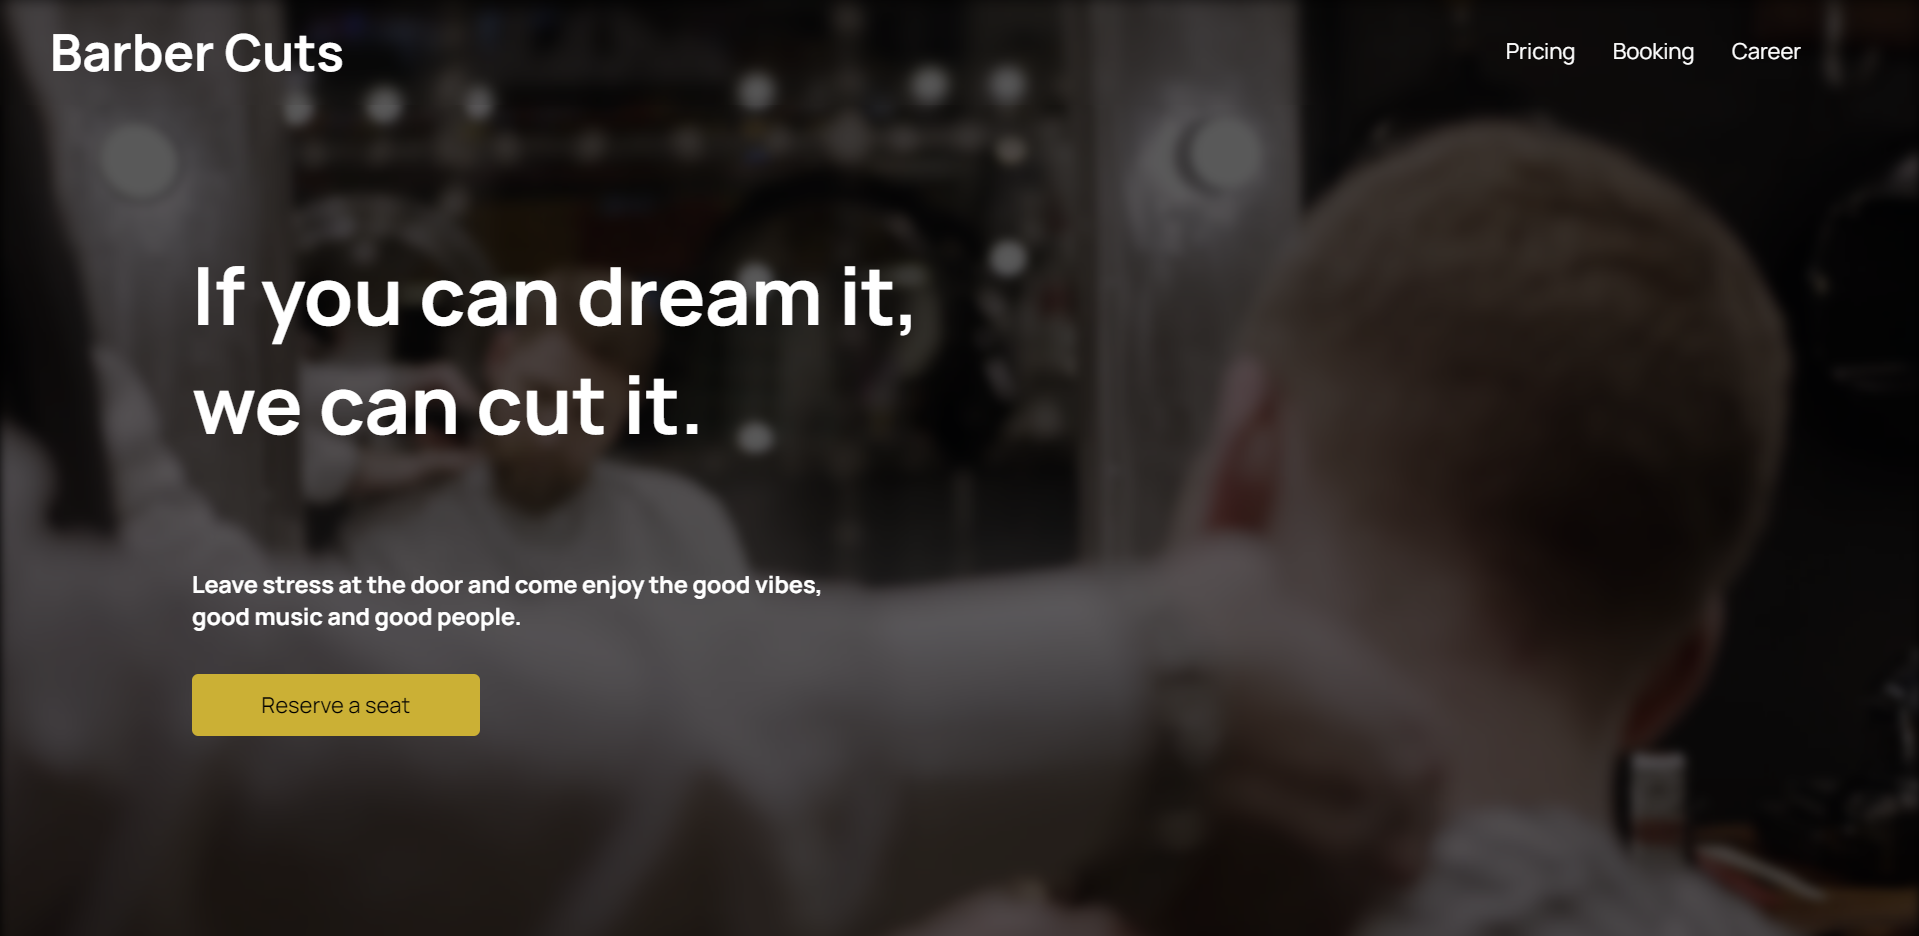 Barber Cuts
Pricing Booking Career
If you can dream it,
we can cut it.
Leave stress at the door and come enjoy the good vibes,
good music and good people.
Reserve a seat